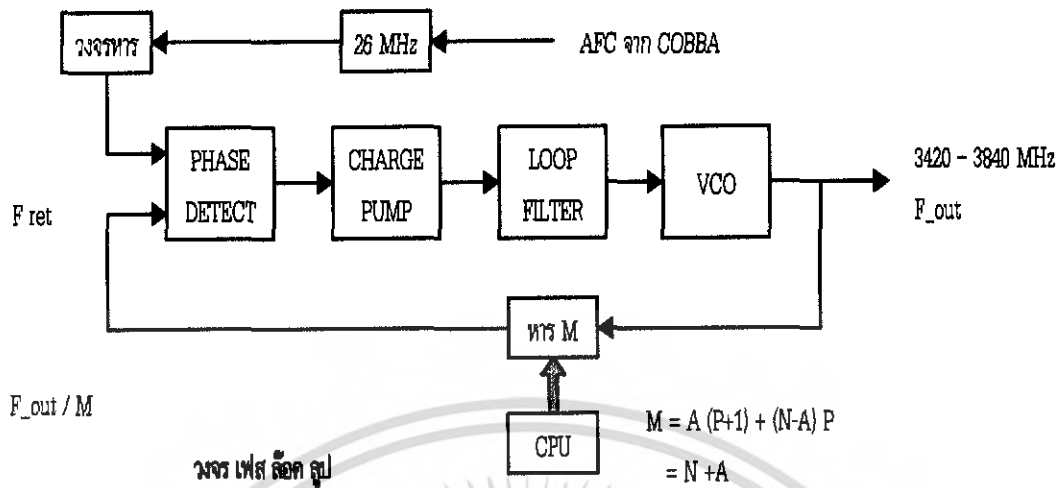 วงจรหาร
26 MHz
AFC จาก COBBA
PHASE
DETECT
CHARGE
PUMP
LOOP
FILTER
VCO
3420 - 3840 MHz
F_out
F ret
หาร M
F_out / M
CPU
M = A (P+1) + (N-A) P
= N +A
วงจร เฟส ล๊อค ลูป